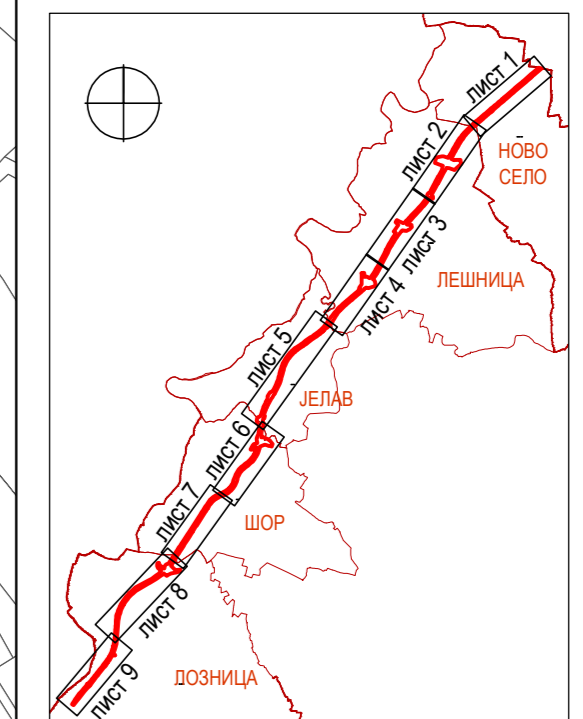 ЛИСТ 1
ЛИСТ 2
НОВО
СЕЛО
ЛИСТ 3
ЛЕШНИЦА
ЛИСТ 4
ЛИСТ 5
ЈЕЛАВ
ЛИСТ 6
ЛИСТ 7
ШОР
ЛИСТ 8
ЛОЗНИЦА
ЛИСТ 9